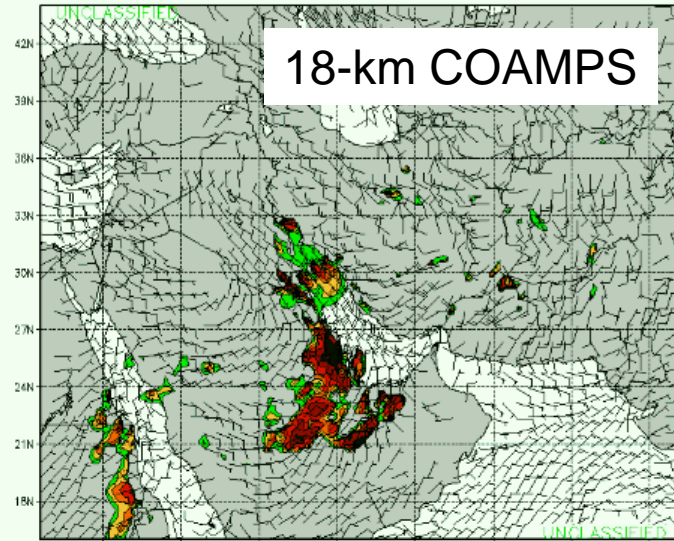 UNCLASSIFIED
18-km COAMPS
42N
39N
36N
33N
30N
27N
24N
21N
18N
UNCLASSIFIED